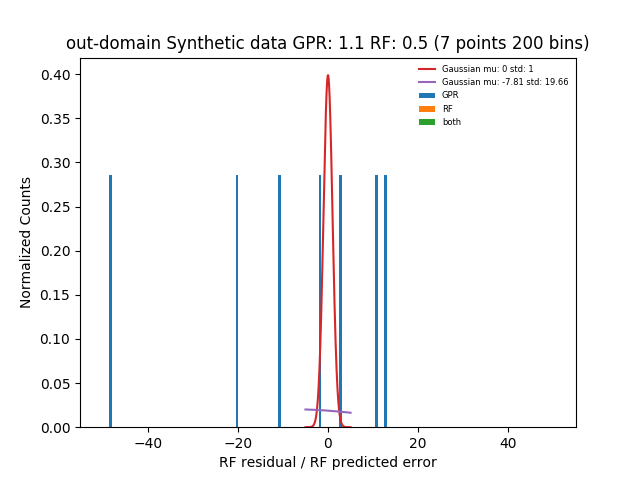 out-domain Synthetic data GPR: 1.1 RF: 0.5 (7 points 200 bins)
Gaussian mu: 0 std: 1
Gaussian mu: -7.81 std: 19.66
GPR
RF
both
Normalized Counts
0.40
0.35
0.30
0.25
0.20
0.15
0.10
0.05
0.00
−40
−20
0
20
40
RF residual / RF predicted error